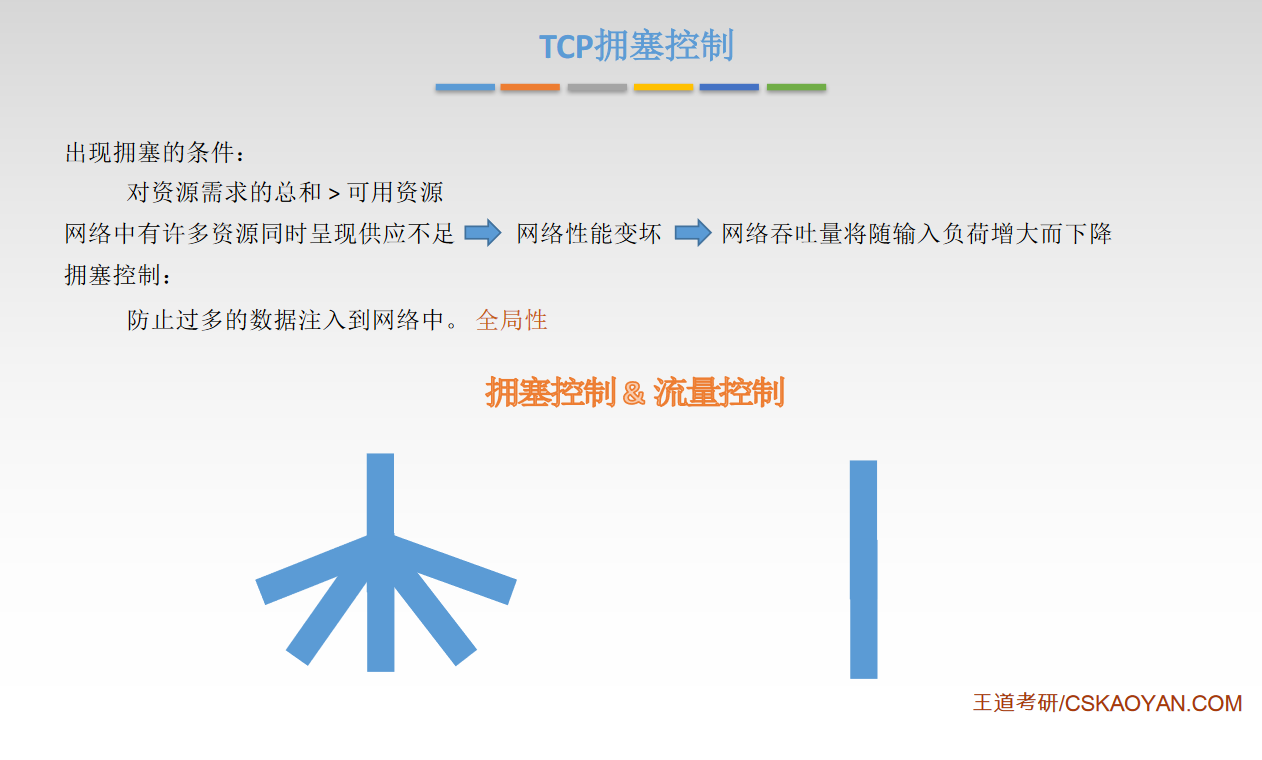 TCP拥塞控制
出现拥塞的条件：
对资源需求的总和 > 可用资源
网络中有许多资源同时呈现供应不足 网络性能变坏 网络吞吐量将随输入负荷增大而下降
拥塞控制：
防止过多的数据注入到网络中。 全局性
拥塞控制 & 流量控制
王道考研/CSKAOYAN.COM